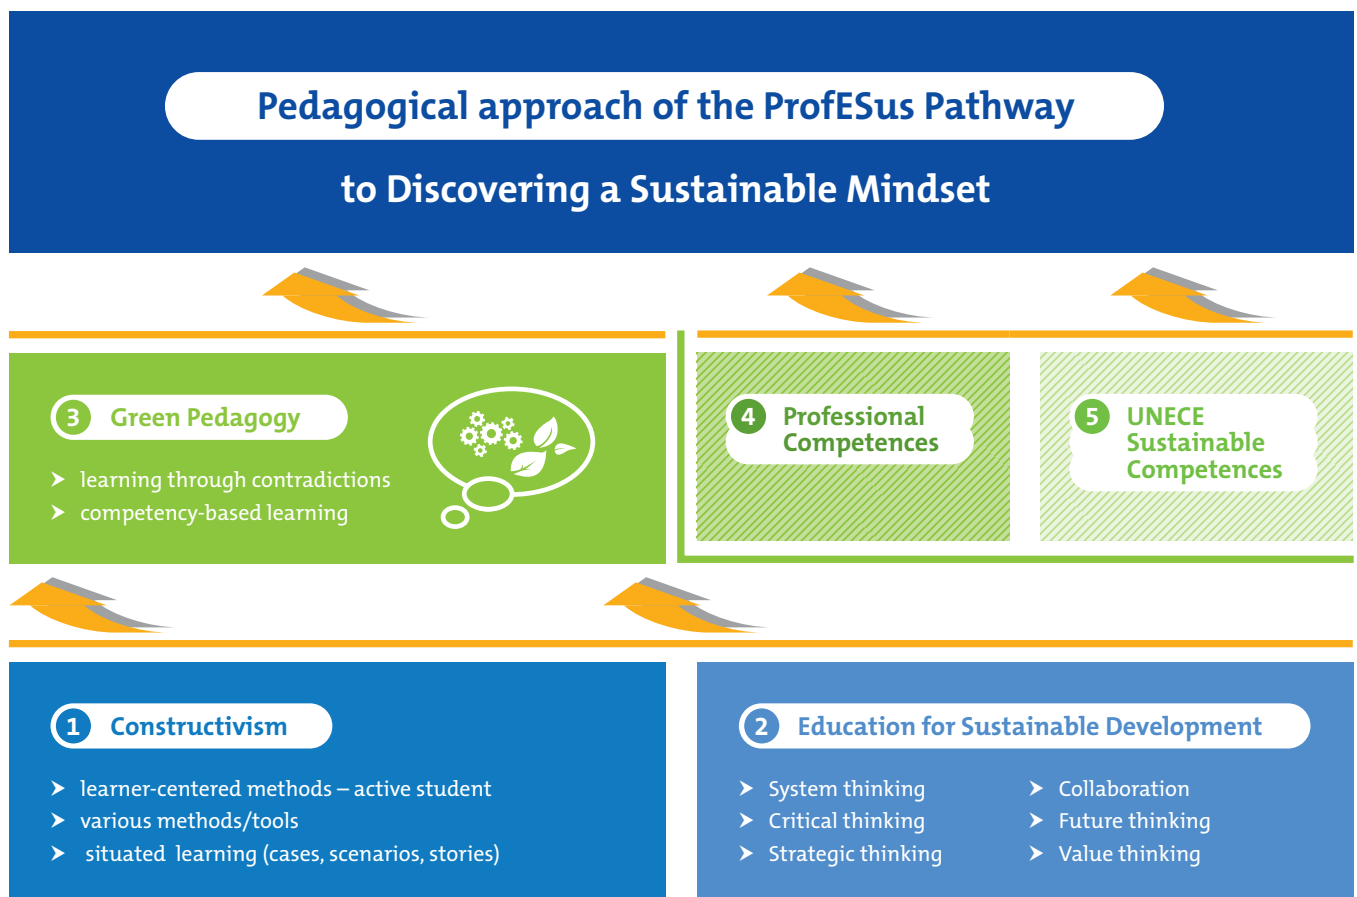 Pedagogical approach of the ProfESus Pathway
to Discovering a Sustainable Mindset
3 Green Pedagogy
➤ learning through contradictions
➤ competency-based learning
4 Professional
Competences
5 UNECE
Sustainable
Competences
1 Constructivism
➤ learner-centered methods – active student
➤ various methods/tools
➤ situated learning (cases, scenarios, stories)
2 Education for Sustainable Development
➤ System thinking
➤ Critical thinking
➤ Strategic thinking
➤ Collaboration
➤ Future thinking
➤ Value thinking